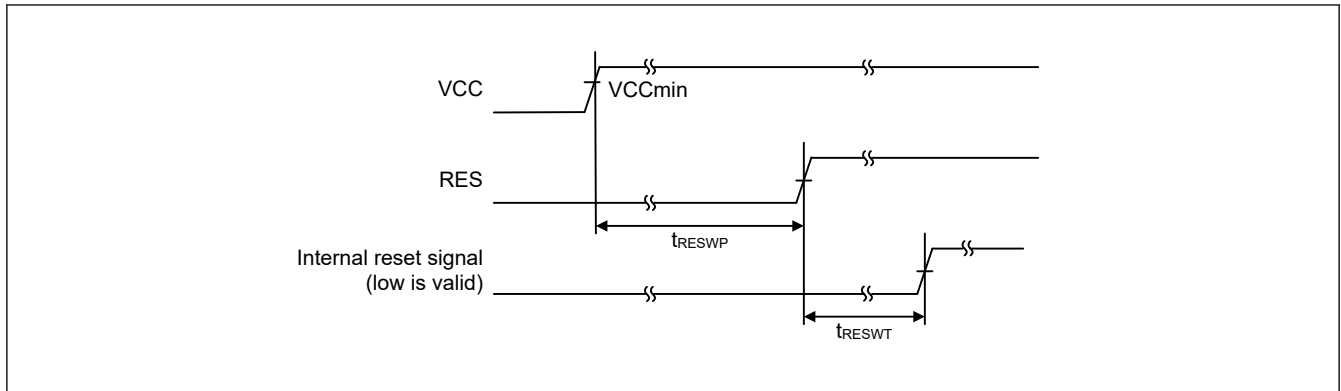 VCC
VCCmin
RES
tRESWP
Internal reset signal
(low is valid)
tRESWT